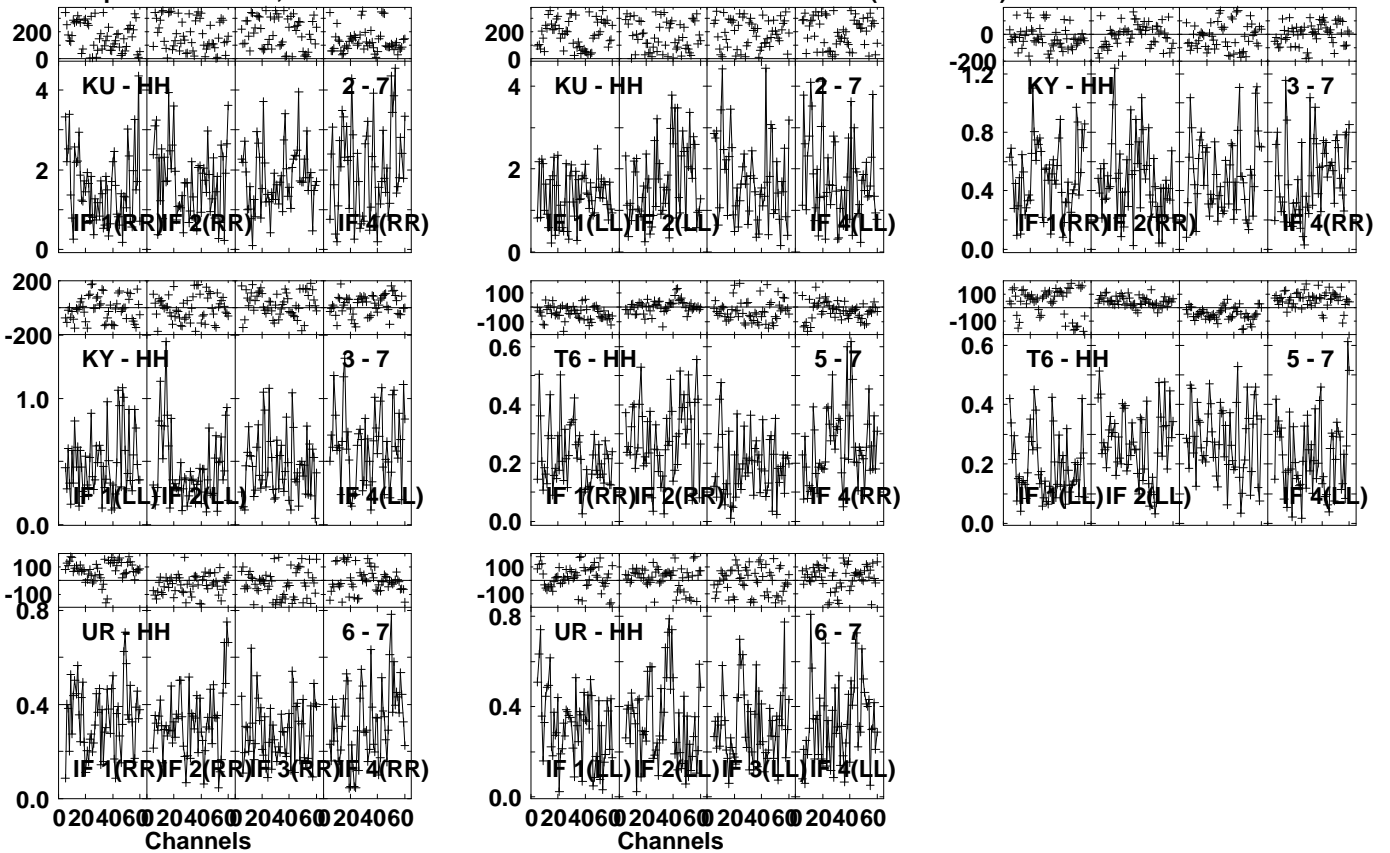 200
0
KU - HH 2 - 7
4
2
0
IF 1(RR) IF 2(RR) IF 4(RR)
200
0
KU - HH 2 - 7
4
2
0
IF 1(LL) IF 2(LL) IF 4(LL)
0
-200
1.2
KY - HH 3 - 7
0.8
0.4
0.0
IF 1(RR) IF 2(RR) IF 4(RR)
200
-200
KY - HH 3 - 7
1.0
0.0
IF 1(LL) IF 2(LL) IF 4(LL)
100
-100
0.6
T6 - HH 5 - 7
0.4
0.2
0.0
IF 1(RR) IF 2(RR) IF 4(RR)
100
-100
0.6
T6 - HH 5 - 7
0.4
0.2
0.0
IF 1(LL) IF 2(LL) IF 4(LL)
100
-100
0.8
UR - HH 6 - 7
0.4
0.0
IF 1(RR) IF 2(RR) IF 3(RR) IF 4(RR)
0 20 40 60 0 20 40 60 0 20 40 60 0 20 40 60
Channels
100
-100
0.8
UR - HH 6 - 7
0.4
0.0
IF 1(LL) IF 2(LL) IF 3(LL) IF 4(LL)
0 20 40 60 0 20 40 60 0 20 40 60 0 20 40 60
Channels